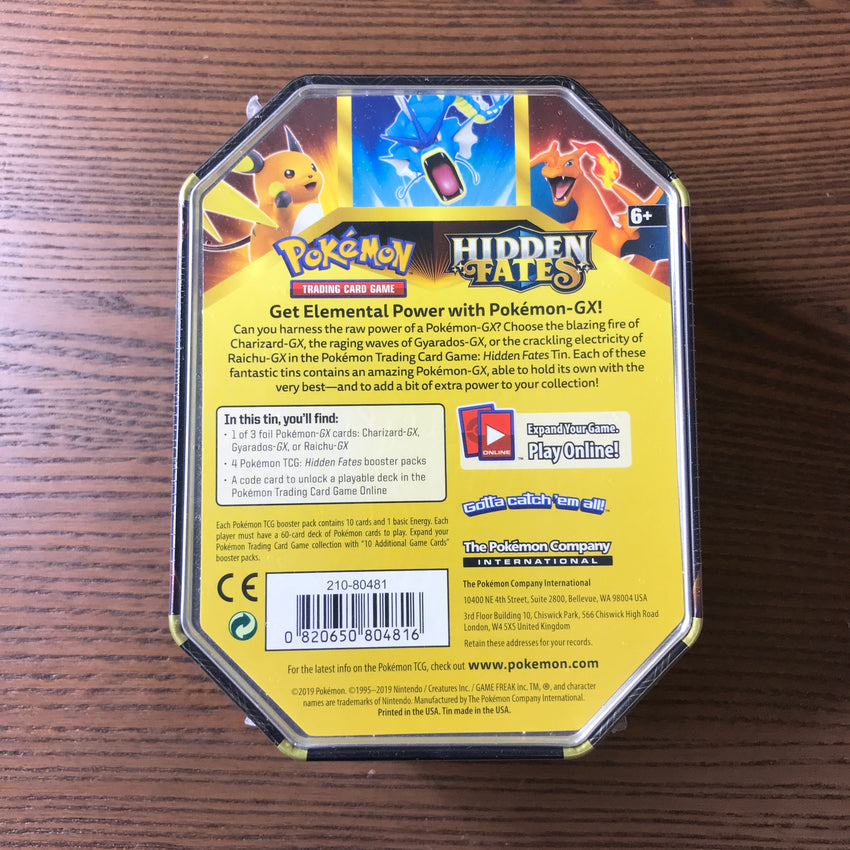 6+
POKéMON
TRADING CARD GAME
HIDDEN
FATES
Get Elemental Power with Pokémon-GX!
Can you harness the raw power of a Pokémon-GX? Choose the blazing fire of
Charizard-GX, the raging waves of Gyarados-GX, or the crackling electricity of
Raichu-GX in the Pokémon Trading Card Game: Hidden Fates Tin. Each of these
fantastic tins contains an amazing Pokémon-GX, able to hold its own with the
very best—and to add a bit of extra power to your collection!
In this tin, you'll find:
• 1 of 3 foil Pokémon-GX cards: Charizard-GX,
Gyarados-GX, or Raichu-GX
• 4 Pokémon TCG: Hidden Fates booster packs
• A code card to unlock a playable deck in the
Pokémon Trading Card Game Online
ONLINE
TM
Expand Your Game.
Play Online!
Gotta catch 'em all!
TM
Each Pokémon TCG booster pack contains 10 cards and 1 basic Energy. Each
player must have a 60-card deck of Pokémon cards to play. Expand your
Pokémon Trading Card Game collection with "10 Additional Game Cards"
booster packs.
The Pokémon Company
INTERNATIONAL
CE
210-80481
0 820650 804816
The Pokémon Company International
10400 NE 4th Street, Suite 2800, Bellevue, WA 98004 USA
3rd Floor Building 10, Chiswick Park, 566 Chiswick High Road
London, W4 5XS United Kingdom
Retain these addresses for your records.
For the latest info on the Pokémon TCG, check out www.pokemon.com
©2019 Pokémon. ©1995–2019 Nintendo / Creatures Inc. / GAME FREAK inc. TM, ®, and character
names are trademarks of Nintendo. Manufactured by The Pokémon Company International.
Printed in the USA. Tin made in the USA.